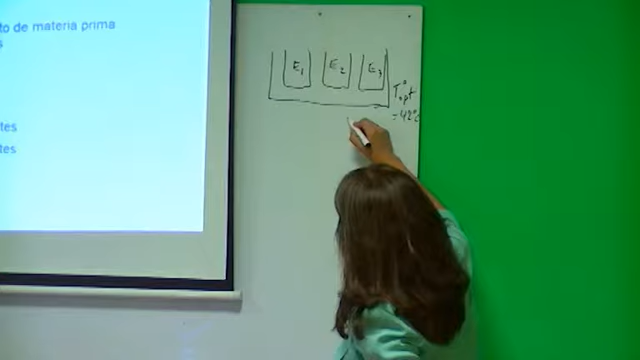 to de materia prima
s
tes
tes
E1 E2 E3
T°opt
= 42°C